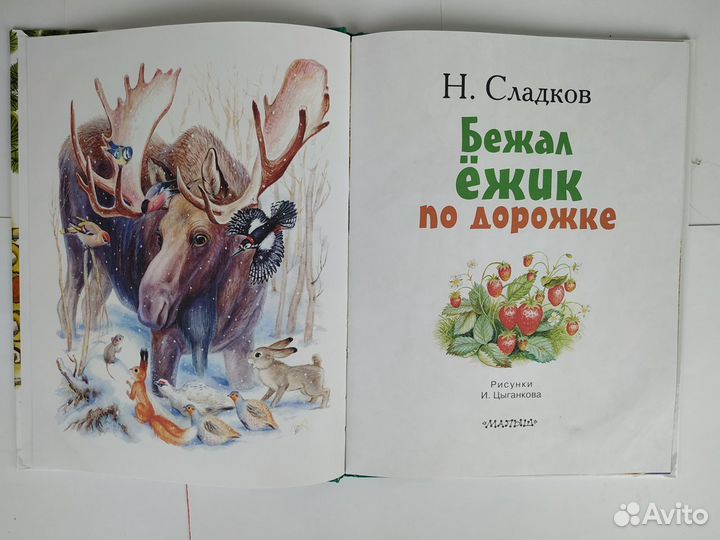 Н. Сладков
Бежал
ёжик
по дорожке
Рисунки
И. Цыганкова
«МАЛЫШ»
Avito